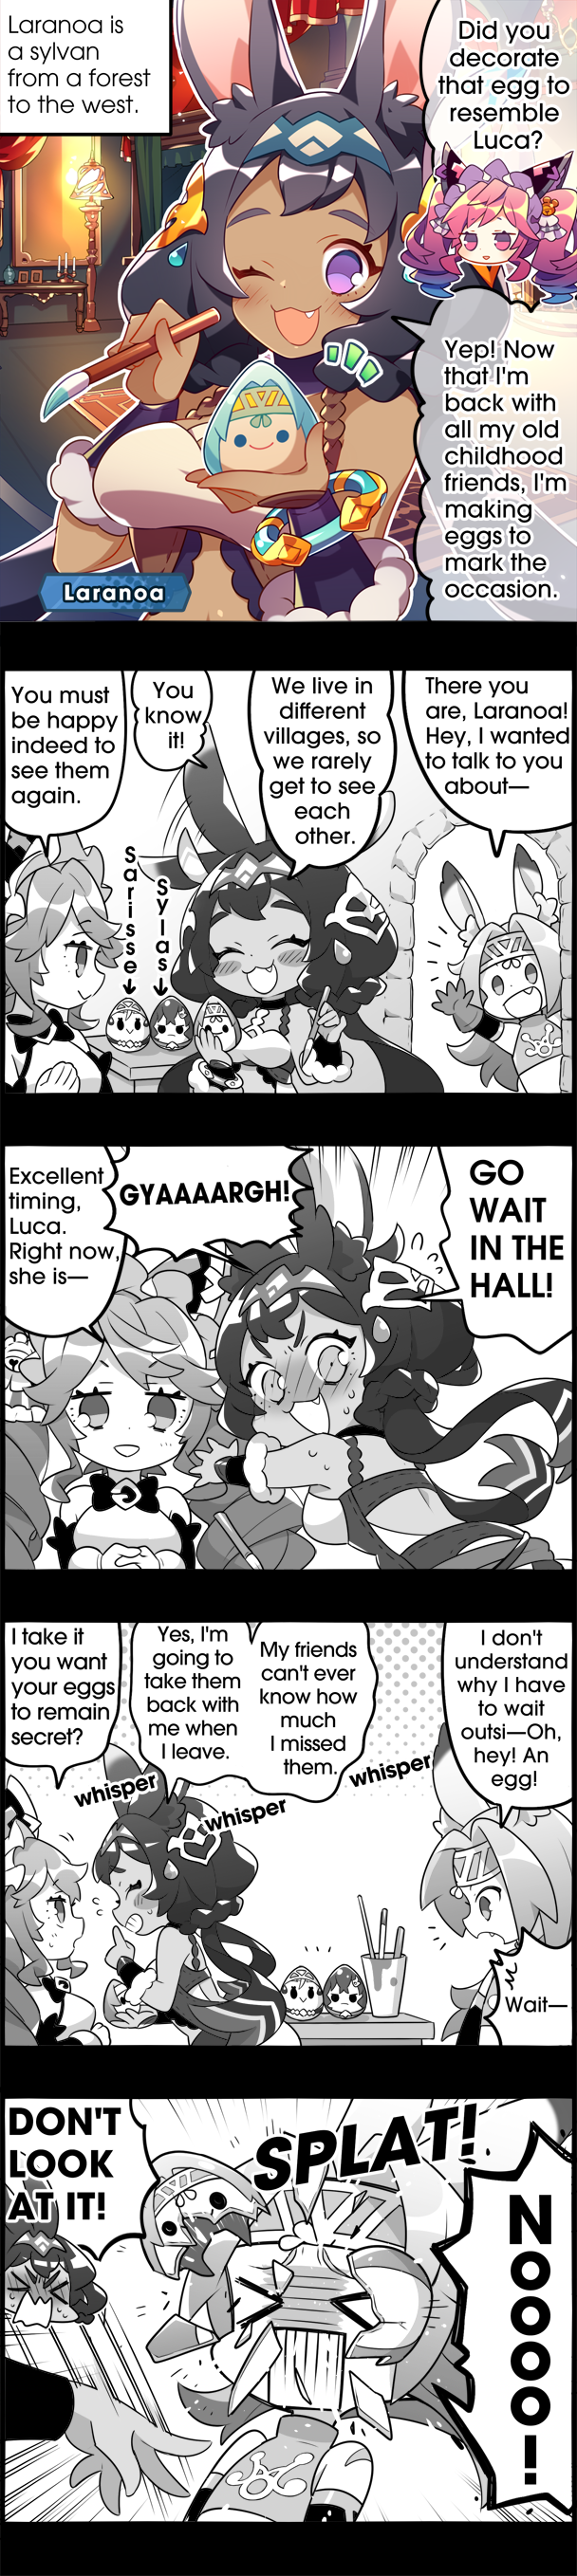 Laranoa is
a sylvan
from a forest
to the west.
Did you
decorate
that egg to
resemble
Luca?
Yep! Now
that I'm
back with
all my old
childhood
friends, I'm
making
eggs to
mark the
occasion.
Laranoa
There you
are, Laranoa!
Hey, I wanted
to talk to you
about—
We live in
different
villages, so
we rarely
get to see
each
other.
You
know
it!
You must
be happy
indeed to
see them
again.
Sarisse
Sylas
Excellent
timing,
Luca.
Right now,
she is—
GYAAAARGH!
GO
WAIT
IN THE
HALL!
I take it
you want
your eggs
to remain
secret?
Yes, I'm
going to
take them
back with
me when
I leave.
My friends
can't ever
know how
much
I missed
them.
I don't
understand
why I have
to wait
outsi—Oh,
hey! An
egg!
whisper
whisper
whisper
Wait—
DON'T
LOOK
AT IT!
SPLAT!
NOOOO!